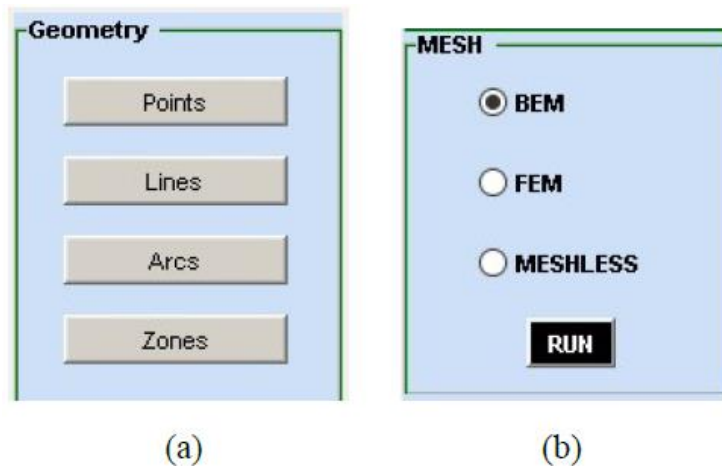 Geometry
Points
Lines
Arcs
Zones
(a)
MESH
BEM
FEM
MESHLESS
RUN
(b)